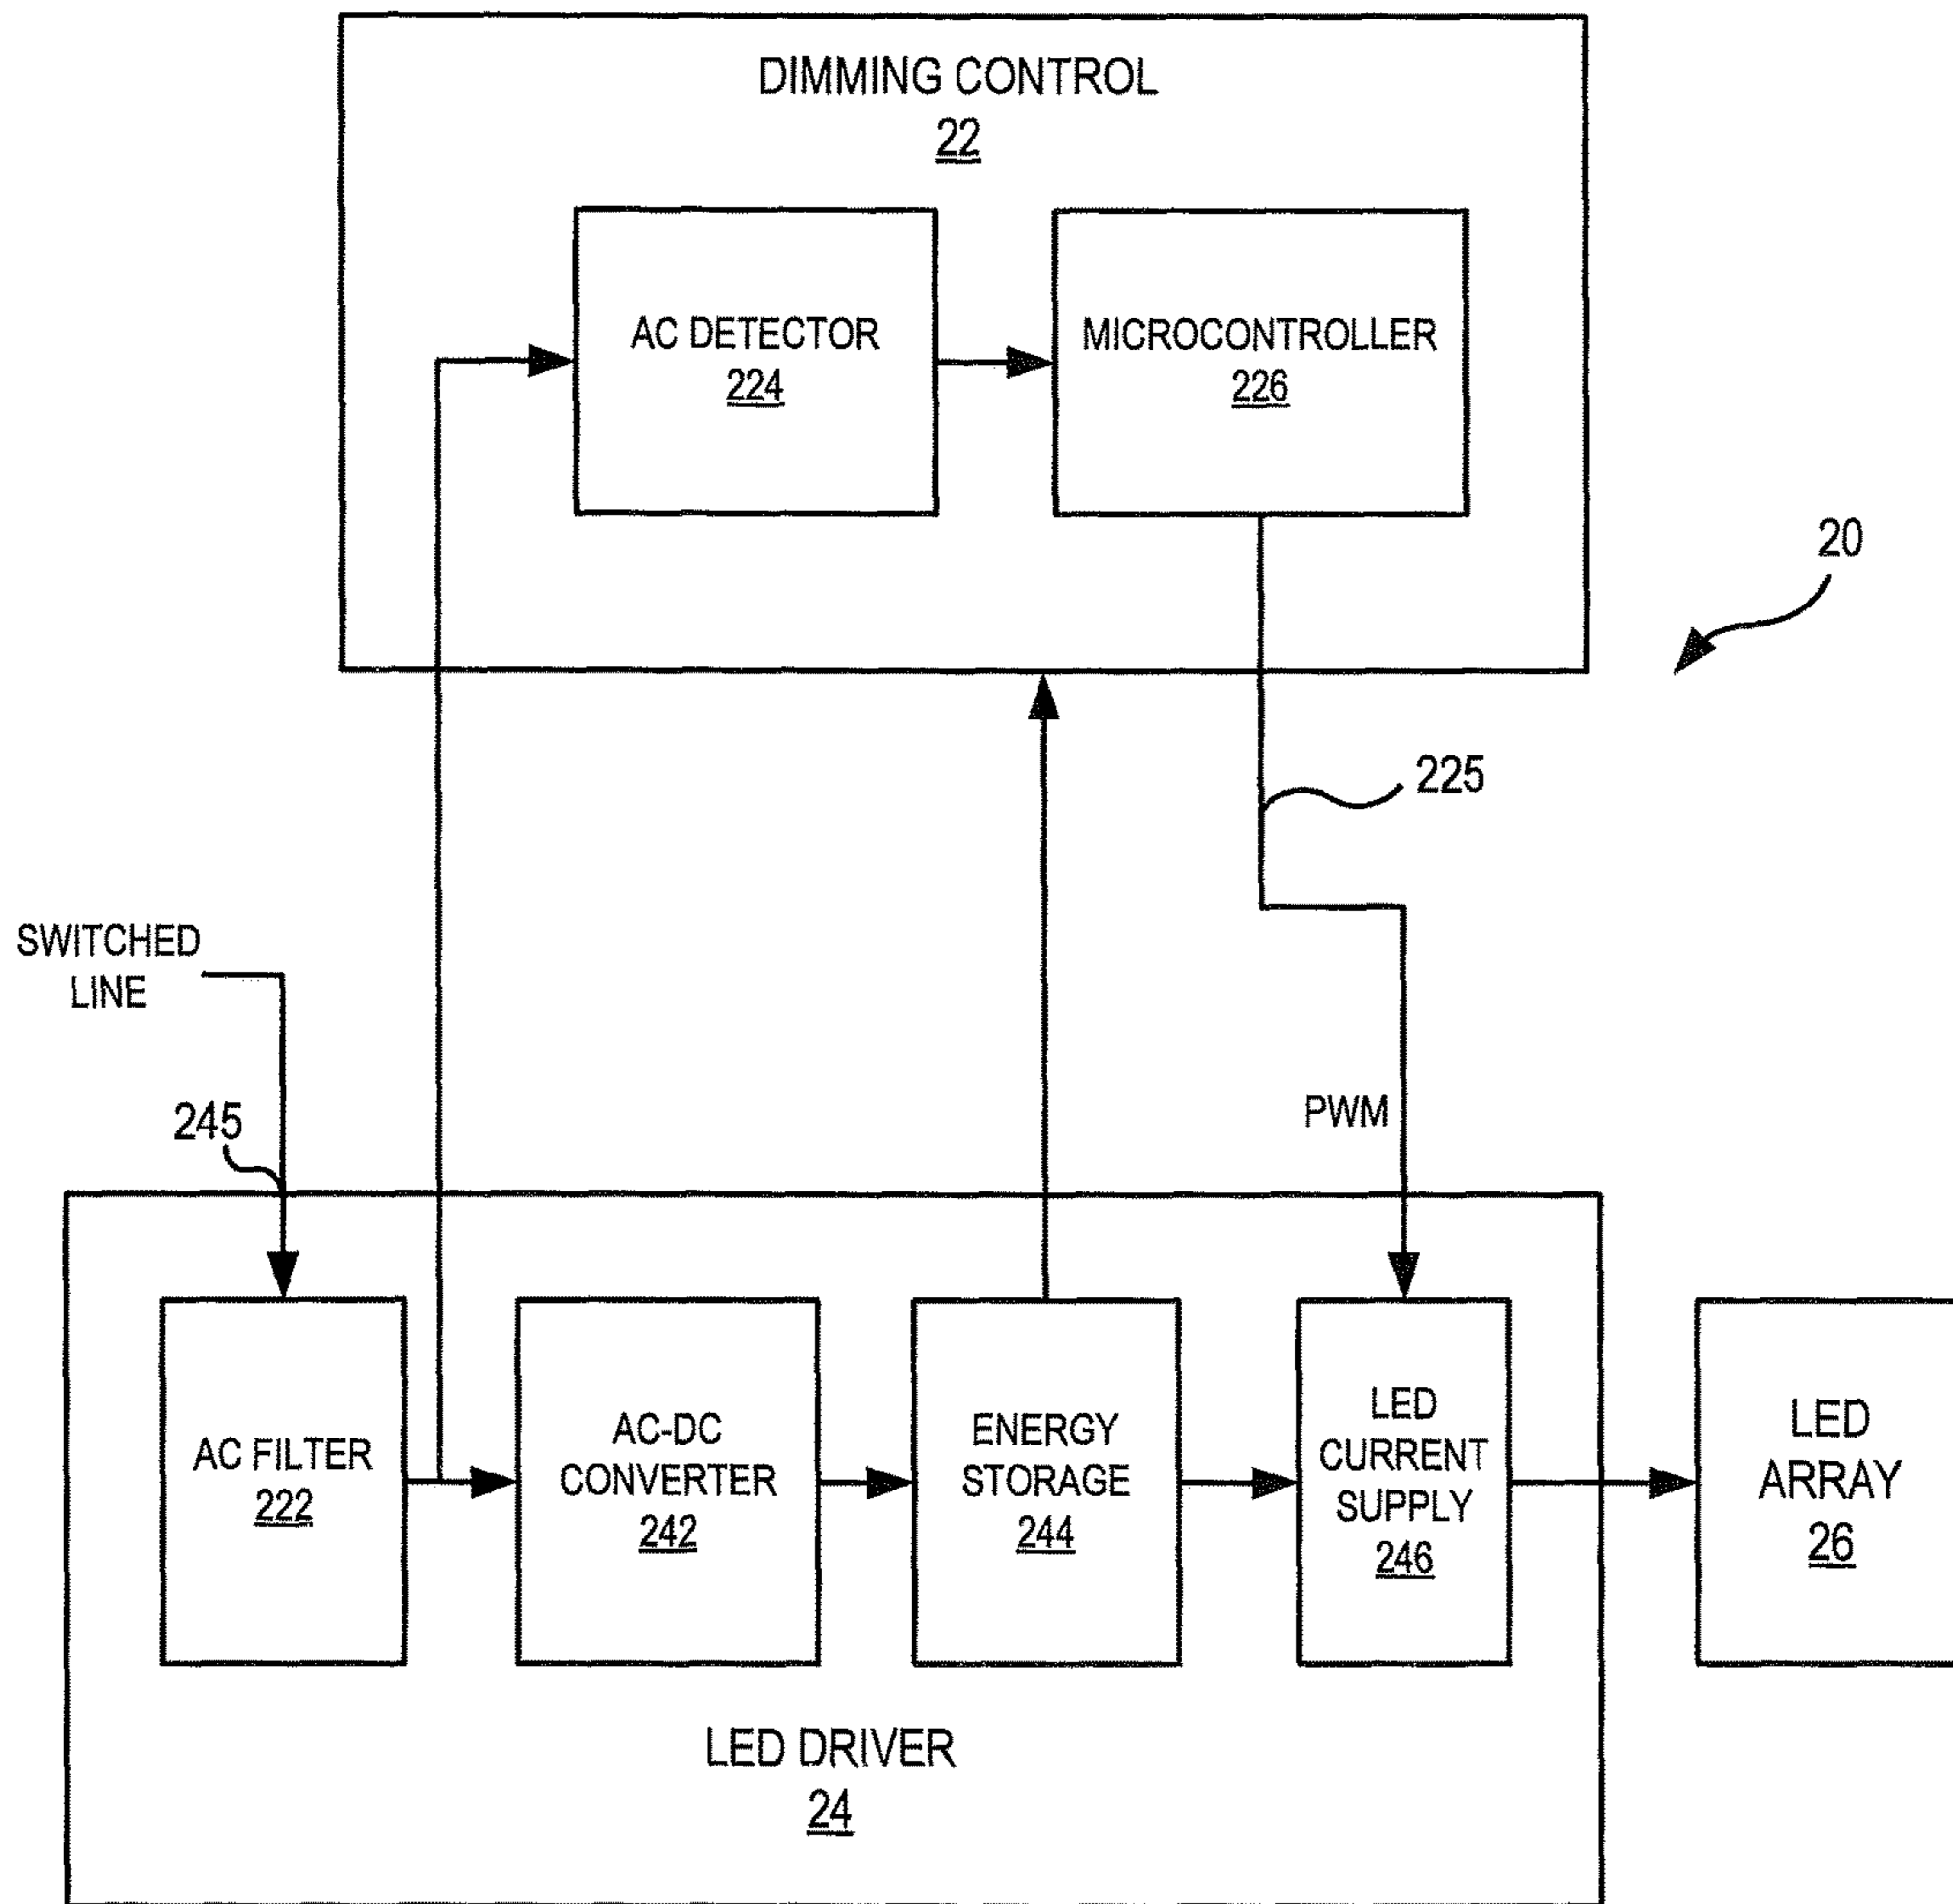 DIMMING CONTROL
22
AC DETECTOR
224
MICROCONTROLLER
226
20
225
SWITCHED
LINE
245
PWM
AC FILTER
222
AC-DC
CONVERTER
242
ENERGY
STORAGE
244
LED
CURRENT
SUPPLY
246
LED
ARRAY
26
LED DRIVER
24